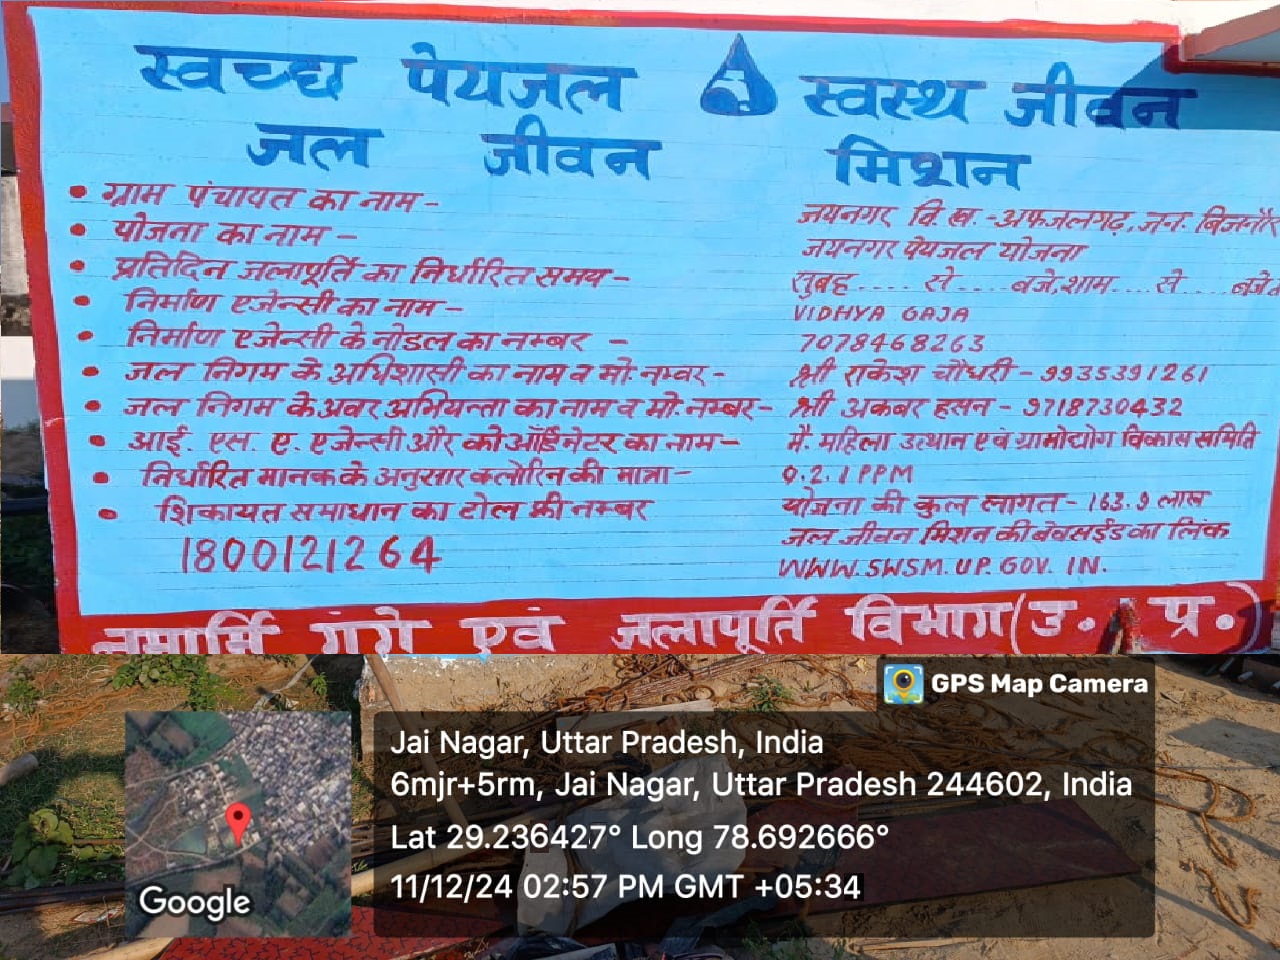 स्वच्छ पेयजल स्वस्थ जीवन
जल जीवन मिशन
• ग्राम पंचायत का नाम - जयनगर वि. ख. - अफजलगढ़, जन. बिजनौर
• योजना का नाम - जयनगर पेयजल योजना
• प्रतिदिन जलापूर्ति का निर्धारित समय - सुबह .... से .... बजे, शाम .... से .... बजे
• निर्माण एजेन्सी का नाम - VIDHYA GAJA
• निर्माण एजेन्सी के नोडल का नम्बर - 7078468263
• जल निगम के अधिशासी का नाम व मो. नम्बर - श्री राकेश चौधरी - 9935391261
• जल निगम के अवर अभियन्ता का नाम व मो. नम्बर - श्री अकबर हसन - 9718730432
• आई. एस. ए. एजेन्सी और कोऑर्डिनेटर का नाम - मै. महिला उत्थान एवं ग्रामोद्योग विकास समिति
• निर्धारित मानक के अनुसार क्लोरिन की मात्रा - 0.2.1 PPM
• शिकायत समाधान का टोल फ्री नम्बर योजना की कुल लागत - 163.9 लाख
1800121264 जल जीवन मिशन की बेवसईड का लिंक
WWW.SWSM.UP.GOV.IN.
नमामि गंगे एवं जलापूर्ति विभाग (उ. प्र.)
GPS Map Camera
Jai Nagar, Uttar Pradesh, India
6mjr+5rm, Jai Nagar, Uttar Pradesh 244602, India
Lat 29.236427° Long 78.692666°
11/12/24 02:57 PM GMT +05:34
Google